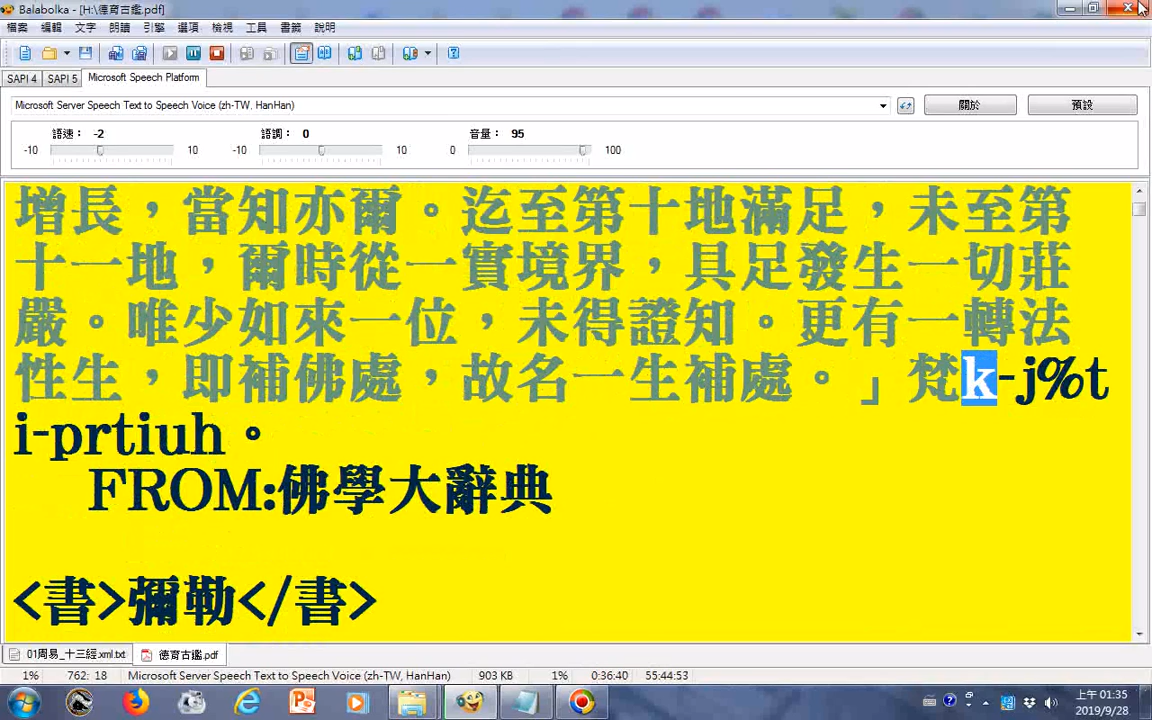 Balabolka - [H:\德育古鑑.pdf]
檔案 編輯 文字 朗讀 引擎 選項 檢視 工具 書籤 說明
SAPI 4 SAPI 5 Microsoft Speech Platform
Microsoft Server Speech Text to Speech Voice (zh-TW, HanHan)
關於 預設
語速： -2 語調： 0 音量： 95
-10 10 -10 10 0 100
增長，當知亦爾。迄至第十地滿足，未至第
十一地，爾時從一實境界，具足發生一切莊
嚴。唯少如來一位，未得證知。更有一轉法
性生，即補佛處，故名一生補處。」梵k-j%t
i-prtiuh。
FROM:佛學大辭典
<書>彌勒</書>
01周易_十三經.xml.txt 德育古鑑.pdf
1% 762: 18 Microsoft Server Speech Text to Speech Voice (zh-TW, HanHan) 903 KB 1% 0:36:40 55:44:53
上午 01:35
2019/9/28